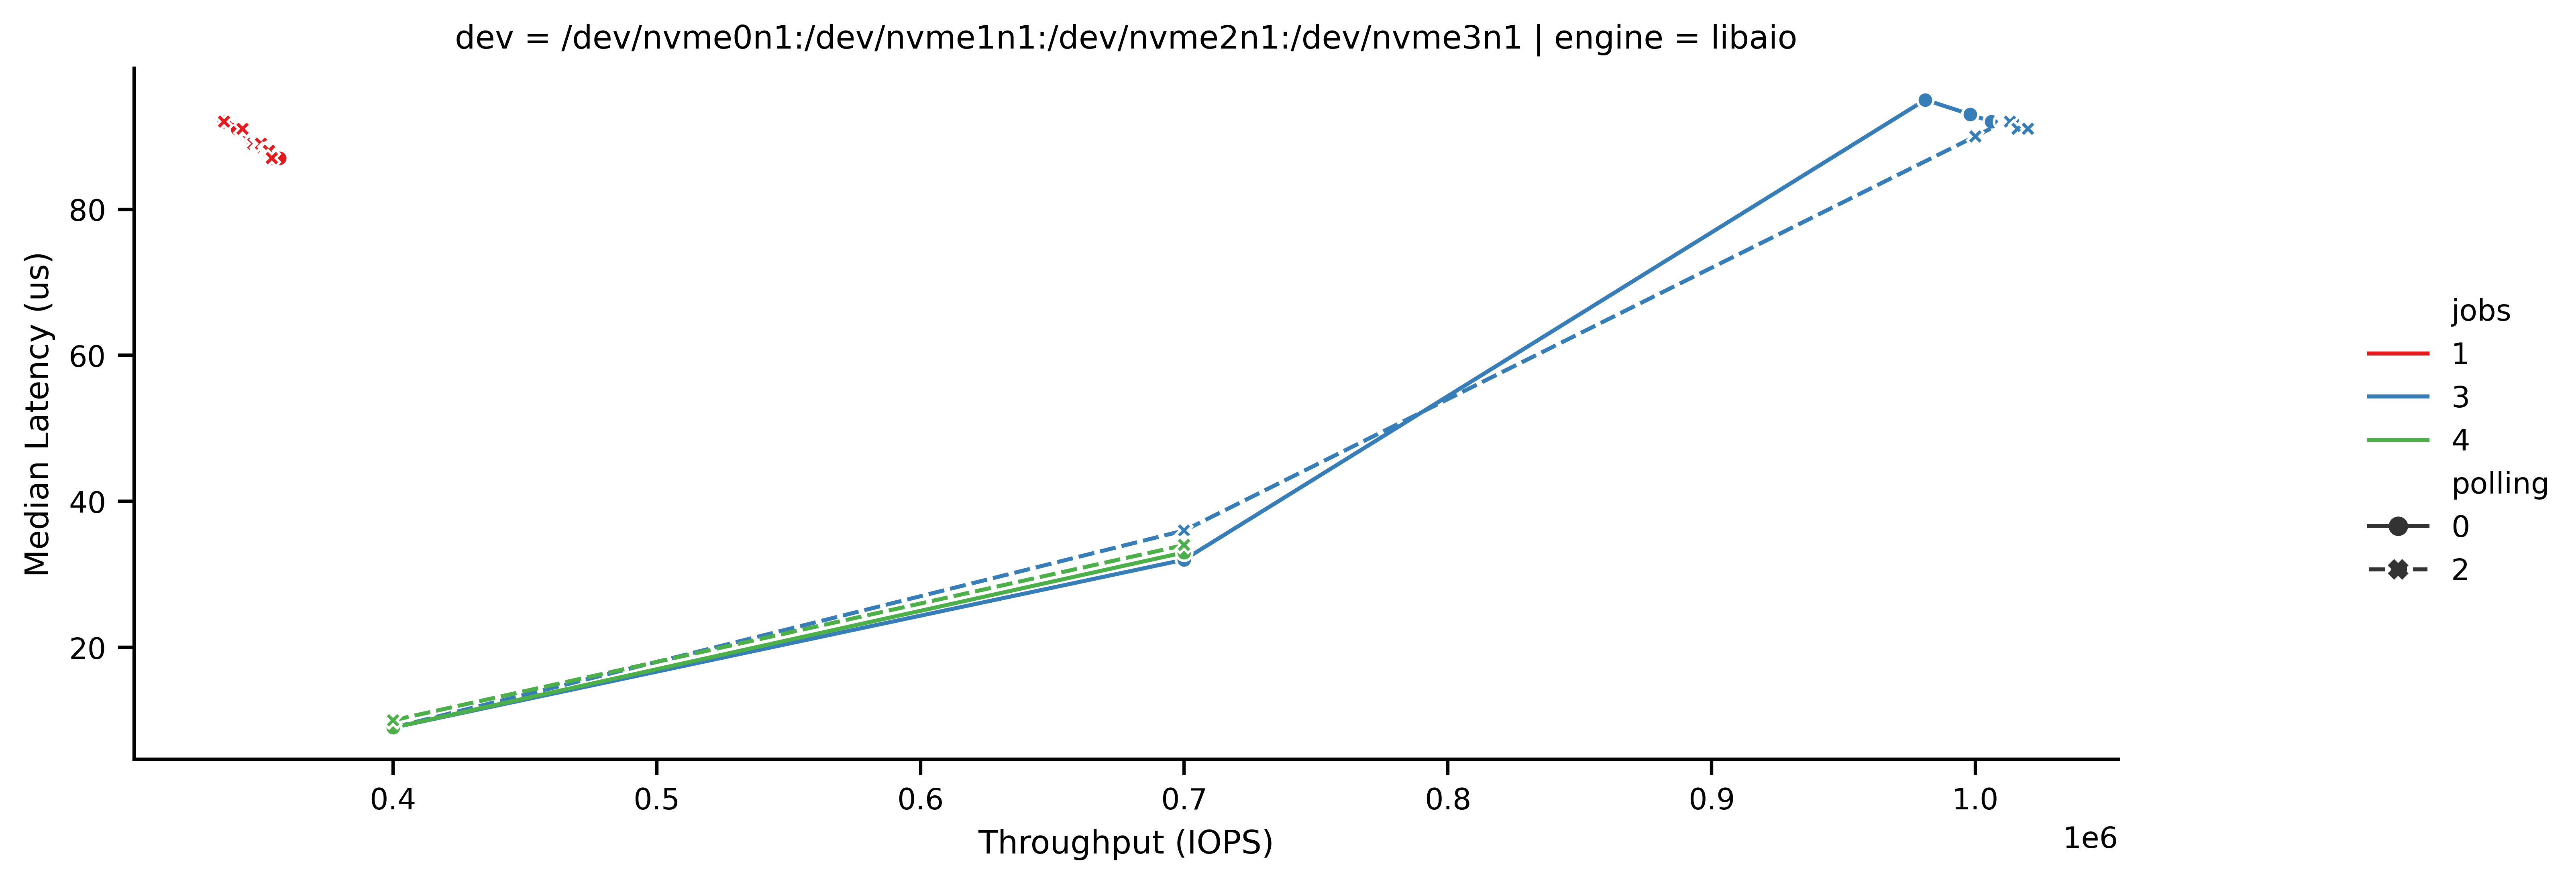 dev = /dev/nvme0n1:/dev/nvme1n1:/dev/nvme2n1:/dev/nvme3n1 | engine = libaio
Median Latency (us)
80
60
40
20
0.4 0.5 0.6 0.7 0.8 0.9 1.0
1e6
Throughput (IOPS)
jobs
1
3
4
polling
0
2